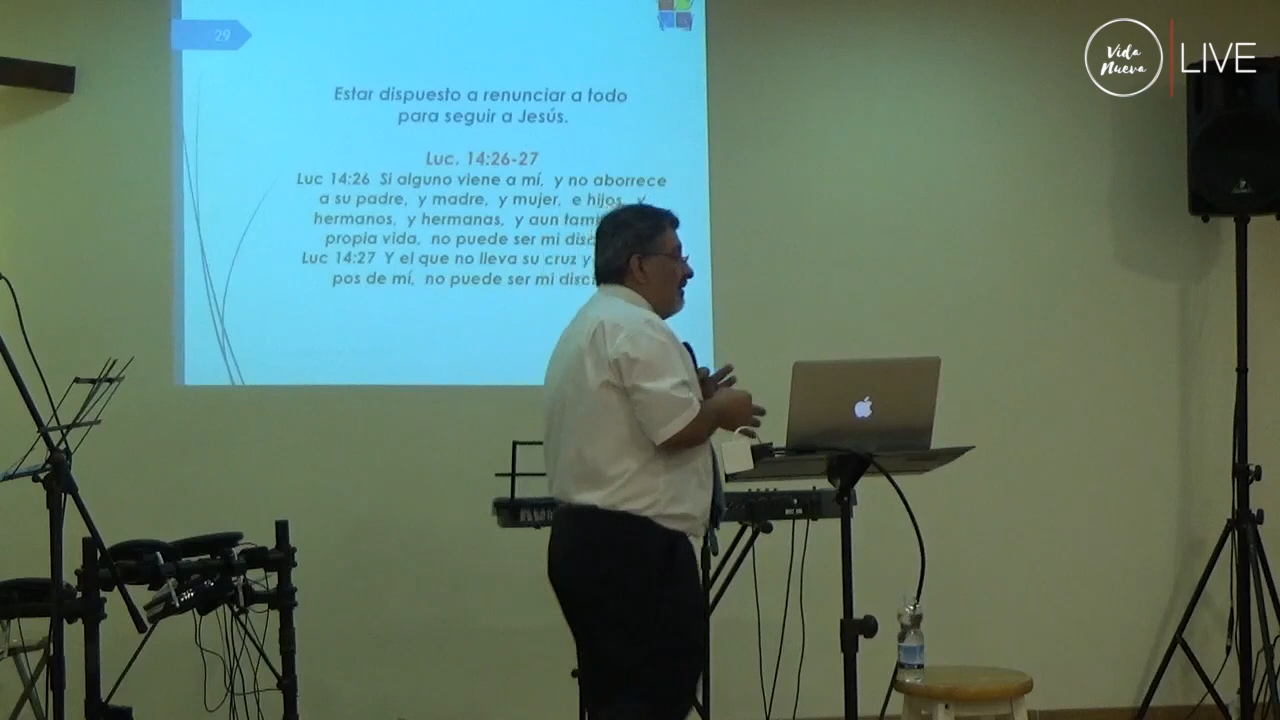 29
Estar dispuesto a renunciar a todo
para seguir a Jesús.
Luc. 14:26-27
Luc 14:26 Si alguno viene a mí, y no aborrece
a su padre, y madre, y mujer, e hijos, y
hermanos, y hermanas, y aun
propia vida, no puede ser mi
Luc 14:27 Y el que no lleva su cruz y
pos de mí, no puede ser mi
Vida
Nueva
LIVE